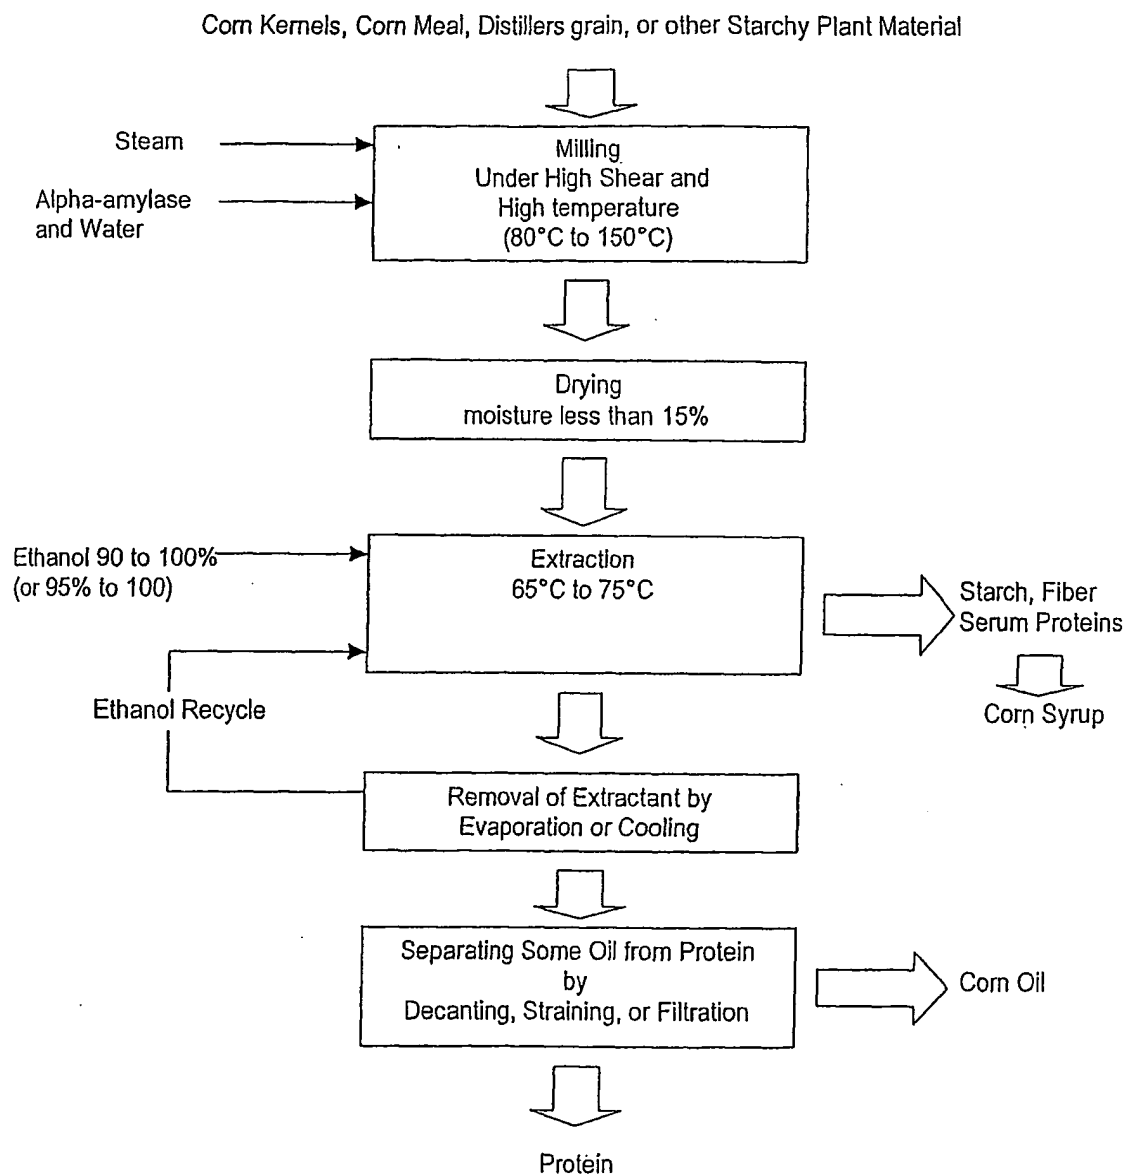 Corn Kernels, Corn Meal, Distillers grain, or other Starchy Plant Material
Steam
Alpha-amylase
and Water
Milling
Under High Shear and
High temperature
(80°C to 150°C)
Drying
moisture less than 15%
Ethanol 90 to 100%
(or 95% to 100)
Extraction
65°C to 75°C
Starch, Fiber
Serum Proteins
Corn Syrup
Ethanol Recycle
Removal of Extractant by
Evaporation or Cooling
Separating Some Oil from Protein
by
Decanting, Straining, or Filtration
Corn Oil
Protein